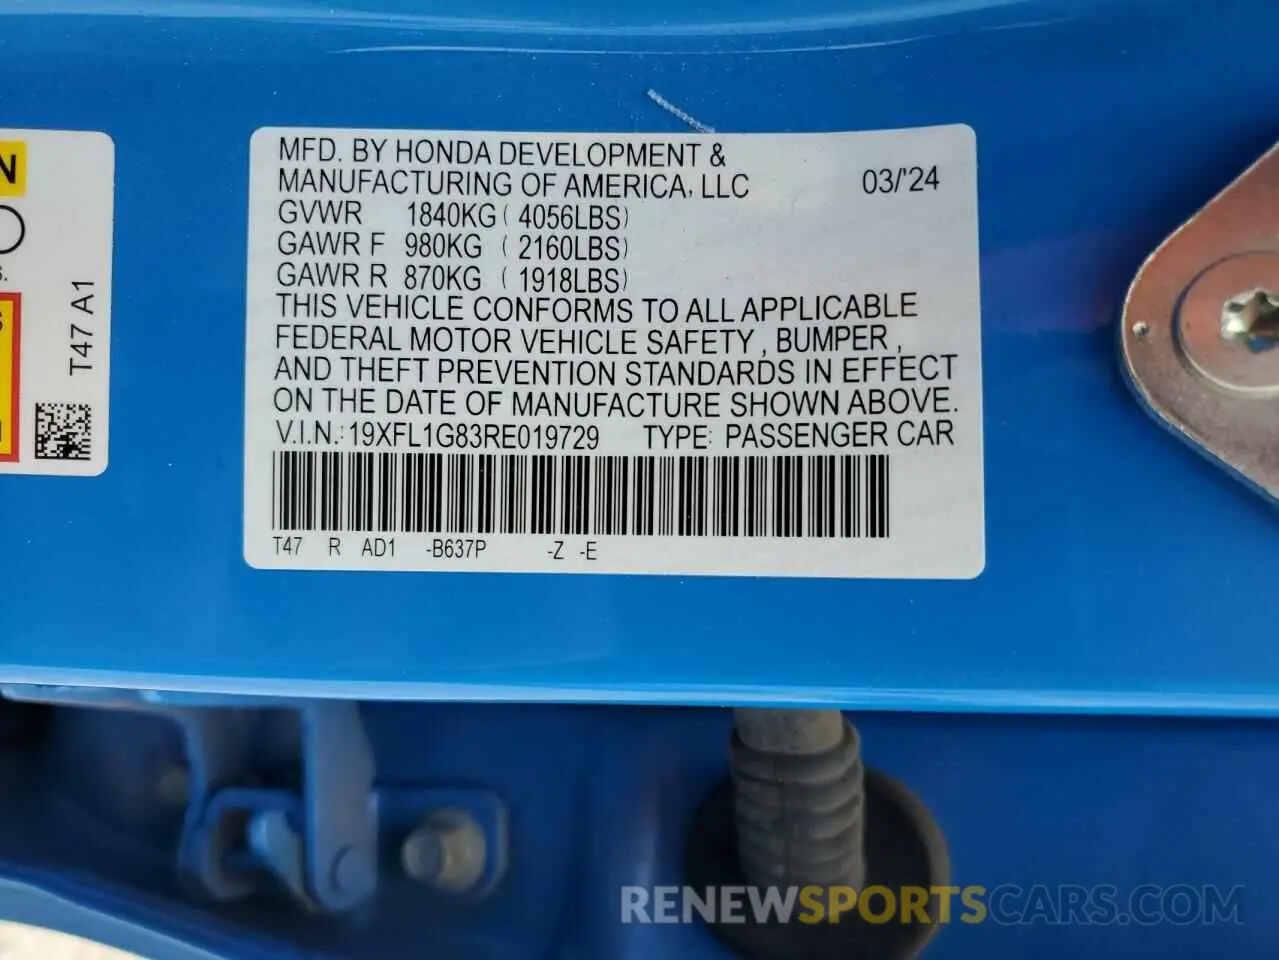 MFD. BY HONDA DEVELOPMENT &
MANUFACTURING OF AMERICA, LLC 03/'24
GVWR 1840KG ( 4056LBS)
GAWR F 980KG ( 2160LBS)
GAWR R 870KG ( 1918LBS)
THIS VEHICLE CONFORMS TO ALL APPLICABLE
FEDERAL MOTOR VEHICLE SAFETY, BUMPER,
AND THEFT PREVENTION STANDARDS IN EFFECT
ON THE DATE OF MANUFACTURE SHOWN ABOVE.
V.I.N.: 19XFL1G83RE019729 TYPE: PASSENGER CAR
T47 R AD1 -B637P -Z -E
T47 A1
RENEWSPORTSCARS.COM